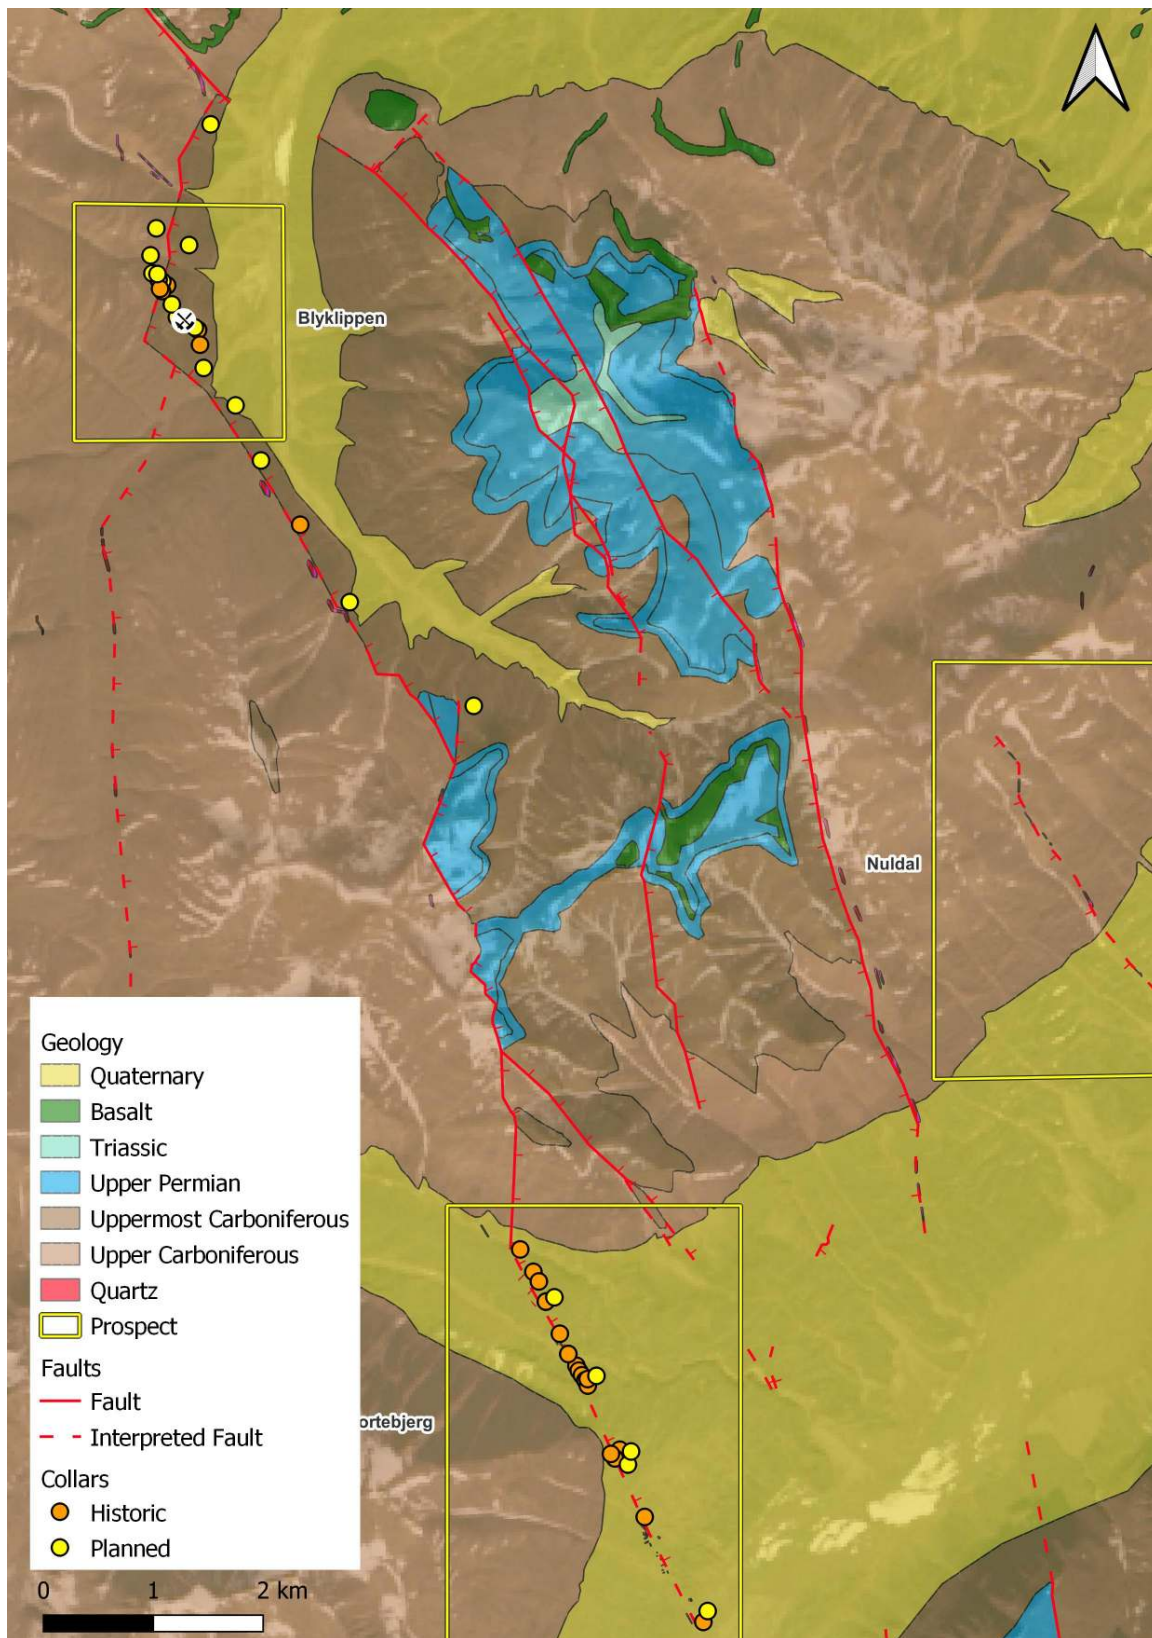 Blyklippen
Nuldal
ortebjerg
Geology
Quaternary
Basalt
Triassic
Upper Permian
Uppermost Carboniferous
Upper Carboniferous
Quartz
Prospect
Faults
Fault
Interpreted Fault
Collars
Historic
Planned
0 1 2 km